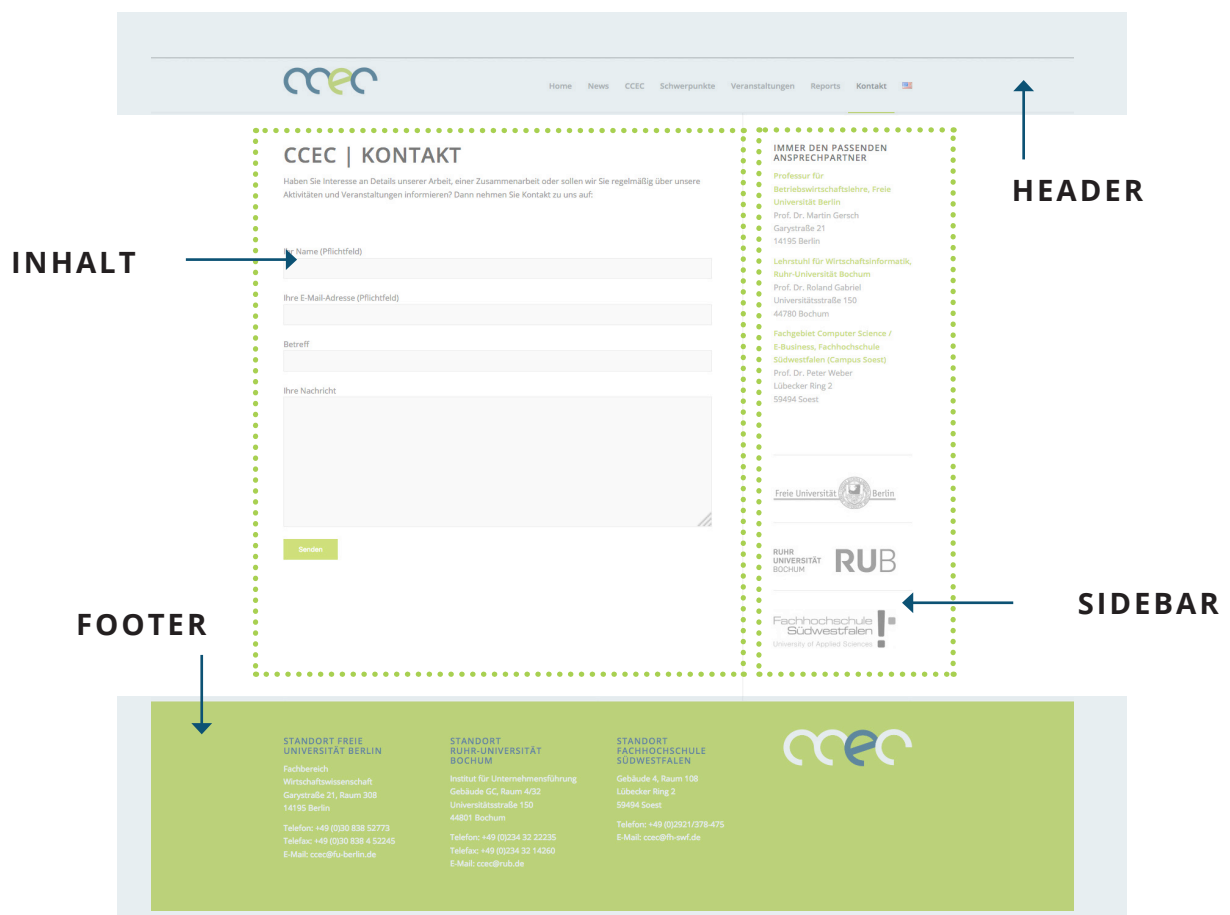 ccec
Home News CCEC Schwerpunkte Veranstaltungen Reports Kontakt
HEADER
INHALT
CCEC | KONTAKT
Haben Sie Interesse an Details unserer Arbeit, einer Zusammenarbeit oder sollen wir Sie regelmäßig über unsere
Aktivitäten und Veranstaltungen informieren? Dann nehmen Sie Kontakt zu uns auf:
Ihr Name (Pflichtfeld)
Ihre E-Mail-Adresse (Pflichtfeld)
Betreff
Ihre Nachricht
Senden
IMMER DEN PASSENDEN
ANSPRECHPARTNER
Professur für
Betriebswirtschaftslehre, Freie
Universität Berlin
Prof. Dr. Martin Gersch
Garystraße 21
14195 Berlin
Lehrstuhl für Wirtschaftsinformatik,
Ruhr-Universität Bochum
Prof. Dr. Roland Gabriel
Universitätsstraße 150
44780 Bochum
Fachgebiet Computer Science /
E-Business, Fachhochschule
Südwestfalen (Campus Soest)
Prof. Dr. Peter Weber
Lübecker Ring 2
59494 Soest
Freie Universität Berlin
RUHR
UNIVERSITÄT
BOCHUM
RUB
Fachhochschule
Südwestfalen
University of Applied Sciences
SIDEBAR
FOOTER
STANDORT FREIE
UNIVERSITÄT BERLIN
Fachbereich
Wirtschaftswissenschaft
Garystraße 21, Raum 308
14195 Berlin
Telefon: +49 (0)30 838 52773
Telefax: +49 (0)30 838 4 52245
E-Mail: ccec@fu-berlin.de
STANDORT
RUHR-UNIVERSITÄT
BOCHUM
Institut für Unternehmensführung
Gebäude GC, Raum 4/32
Universitätsstraße 150
44801 Bochum
Telefon: +49 (0)234 32 22235
Telefax: +49 (0)234 32 14260
E-Mail: ccec@rub.de
STANDORT
FACHHOCHSCHULE
SÜDWESTFALEN
Gebäude 4, Raum 108
Lübecker Ring 2
59494 Soest
Telefon: +49 (0)2921/378-475
E-Mail: ccec@fh-swf.de
ccec